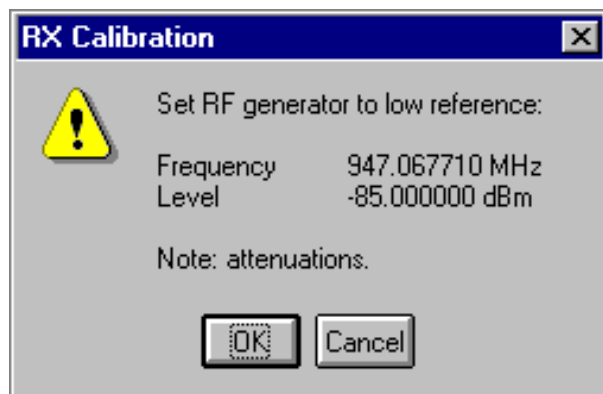 RX Calibration
Set RF generator to low reference:
Frequency 947.067710 MHz
Level -85.000000 dBm
Note: attenuations.
OK Cancel